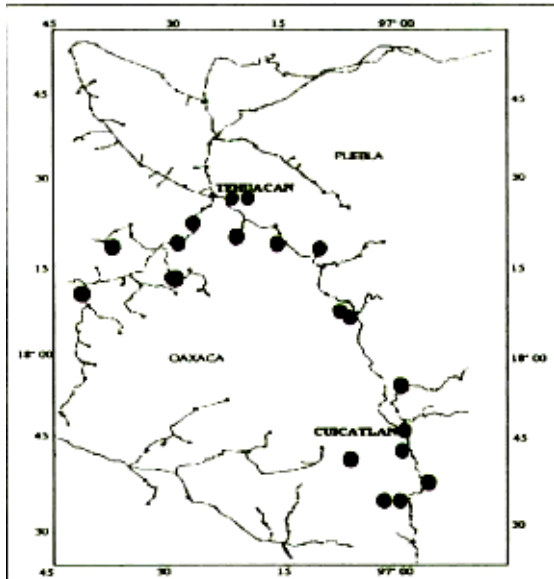 45 30 15 97° 00
45 45
PUEBLA
30 TEHUACAN 30
15 15
18° 00 OAXACA 18° 00
45 CUICATLAN 45
30 30
45 30 15 97° 00